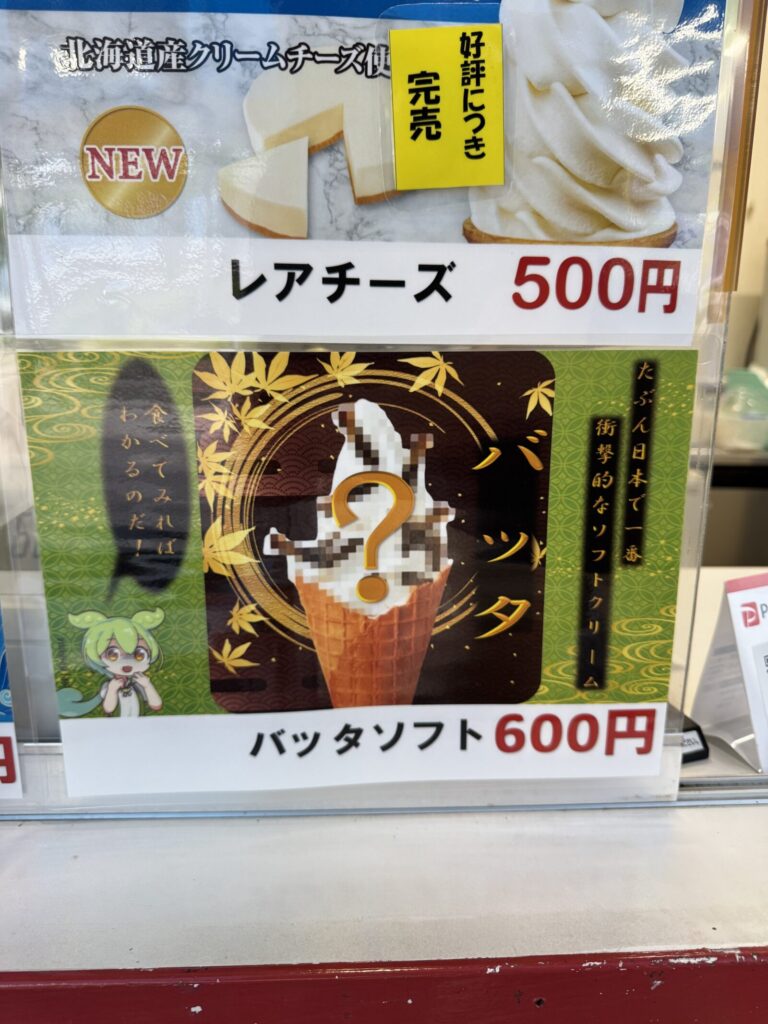 北海道産クリームチーズ使
好評につき
完売
NEW
レアチーズ 500円
たぶん日本で一番
衝撃的なソフトクリーム
バッタ
?
食べてみれば
わかるのだ!
バッタソフト 600円
円
P